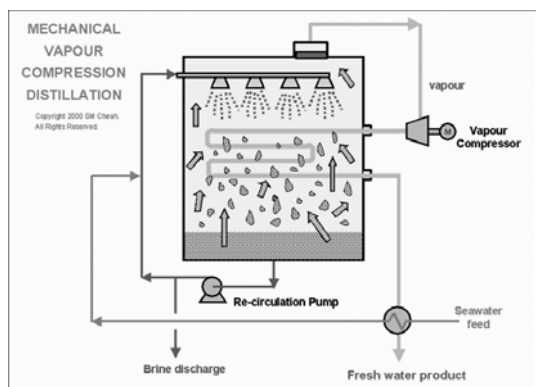 MECHANICAL
VAPOUR
COMPRESSION
DISTILLATION
Copyright 2000 SM Cheah.
All Rights Reserved.
vapour
M
Vapour
Compressor
Re-circulation Pump
Seawater
feed
Brine discharge
Fresh water product